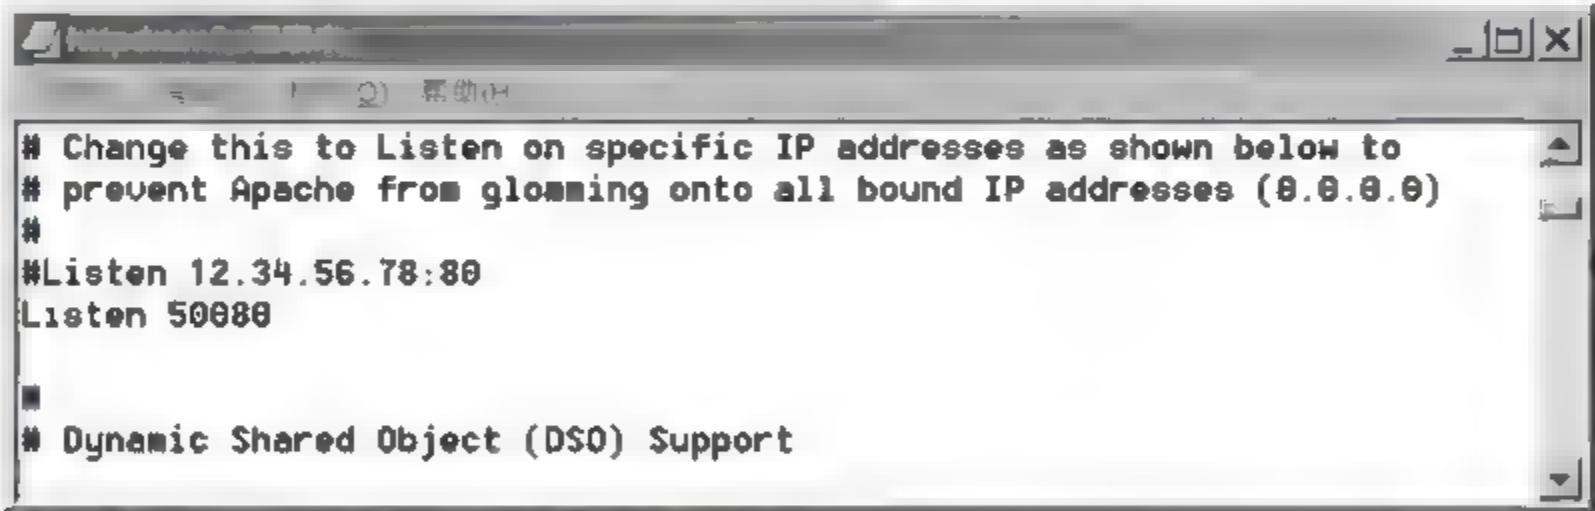 帮助(H)
# Change this to Listen on specific IP addresses as shown below to
# prevent Apache from glomming onto all bound IP addresses (0.0.0.0)
#
#Listen 12.34.56.78:80
Listen 50080
#
# Dynamic Shared Object (DSO) Support